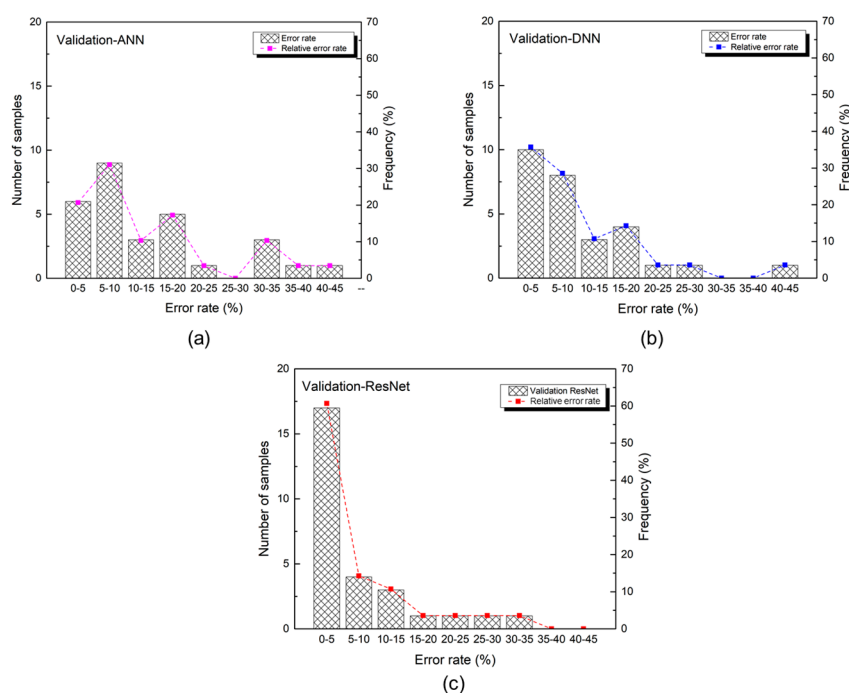 Validation-ANN
Error rate
Relative error rate
20
15
10
5
0
70
60
50
40
30
20
10
0
Number of samples
Frequency (%)
0-5 5-10 10-15 15-20 20-25 25-30 30-35 35-40 40-45 --
Error rate (%)
(a)
Validation-DNN
Error rate
Relative error rate
20
15
10
5
0
70
60
50
40
30
20
10
0
Number of samples
Frequency (%)
0-5 5-10 10-15 15-20 20-25 25-30 30-35 35-40 40-45
Error rate (%)
(b)
Validation-ResNet
Validation ResNet
Relative error rate
20
15
10
5
0
70
60
50
40
30
20
10
0
Number of samples
Frequency (%)
0-5 5-10 10-15 15-20 20-25 25-30 30-35 35-40 40-45
Error rate (%)
(c)